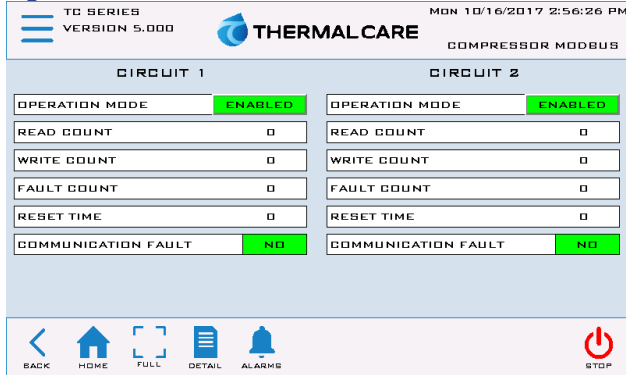 TC SERIES
VERSION 5.000
THERMALCARE
MON 10/16/2017 2:56:26 PM
COMPRESSOR MODBUS
CIRCUIT 1
OPERATION MODE ENABLED
READ COUNT 0
WRITE COUNT 0
FAULT COUNT 0
RESET TIME 0
COMMUNICATION FAULT NO
CIRCUIT 2
OPERATION MODE ENABLED
READ COUNT 0
WRITE COUNT 0
FAULT COUNT 0
RESET TIME 0
COMMUNICATION FAULT NO
BACK HOME FULL DETAIL ALARMS STOP